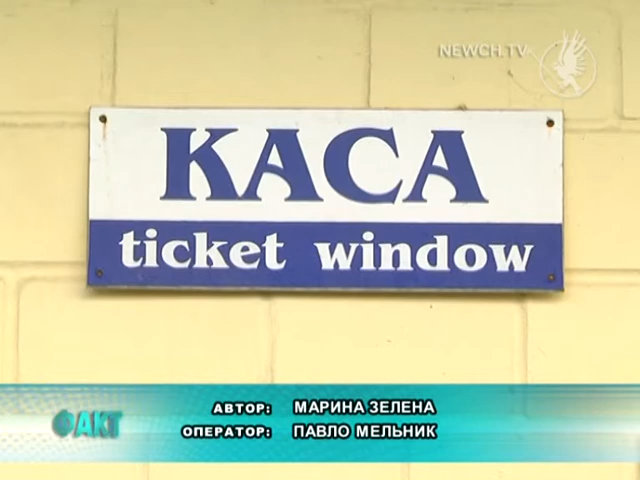 NEWCH.TV
КАСА
ticket window
ФАКТ
АВТОР: МАРИНА ЗЕЛЕНА
ОПЕРАТОР: ПАВЛО МЕЛЬНИК